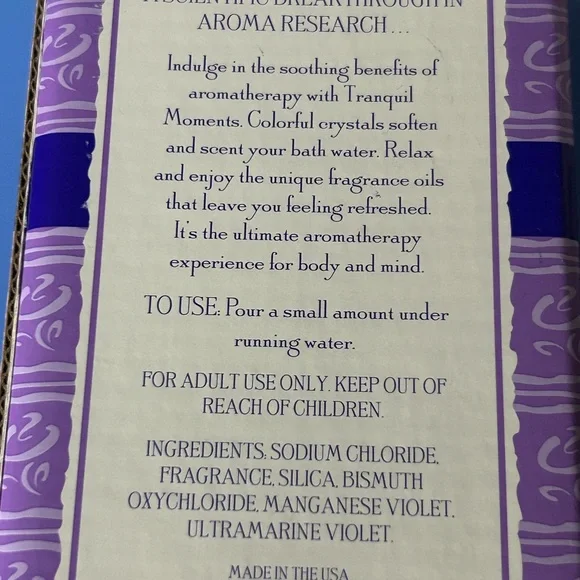 A SCIENTIFIC BREAKTHROUGH IN
AROMA RESEARCH...
Indulge in the soothing benefits of
aromatherapy with Tranquil
Moments. Colorful crystals soften
and scent your bath water. Relax
and enjoy the unique fragrance oils
that leave you feeling refreshed.
It's the ultimate aromatherapy
experience for body and mind.
TO USE: Pour a small amount under
running water.
FOR ADULT USE ONLY. KEEP OUT OF
REACH OF CHILDREN.
INGREDIENTS: SODIUM CHLORIDE,
FRAGRANCE, SILICA, BISMUTH
OXYCHLORIDE, MANGANESE VIOLET,
ULTRAMARINE VIOLET.
MADE IN THE USA